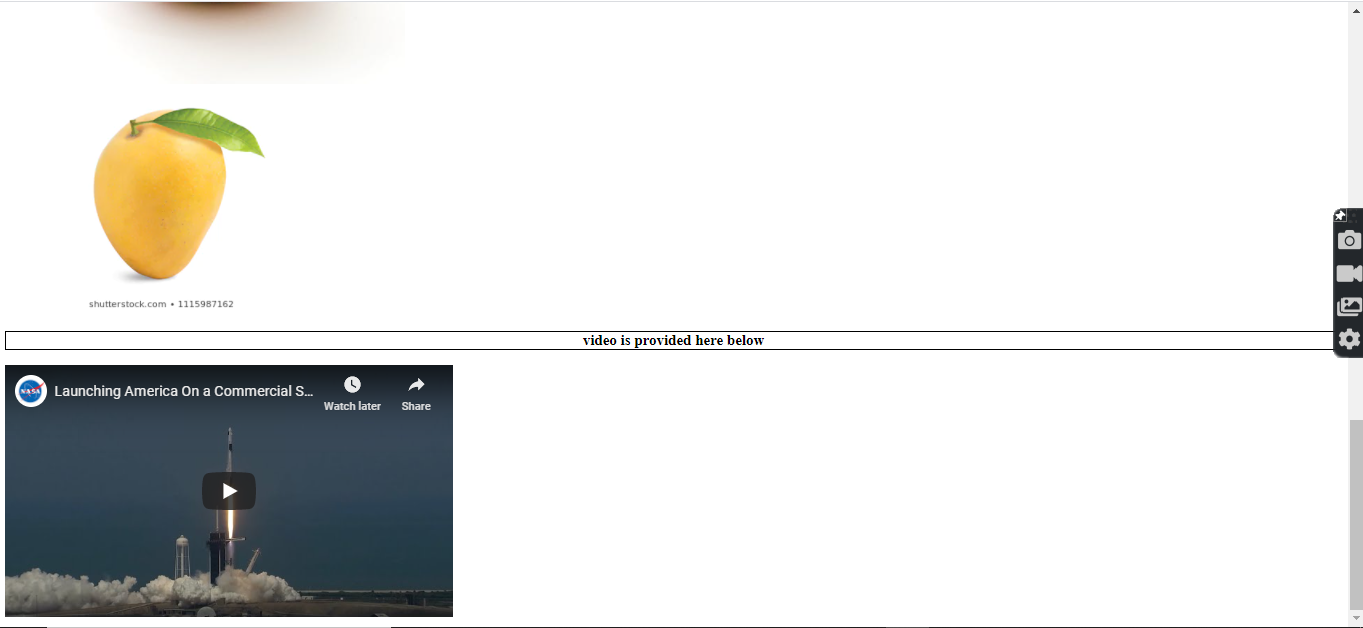 shutterstock.com • 1115987162
video is provided here below
NASA
Launching America On a Commercial S...
Watch later
Share